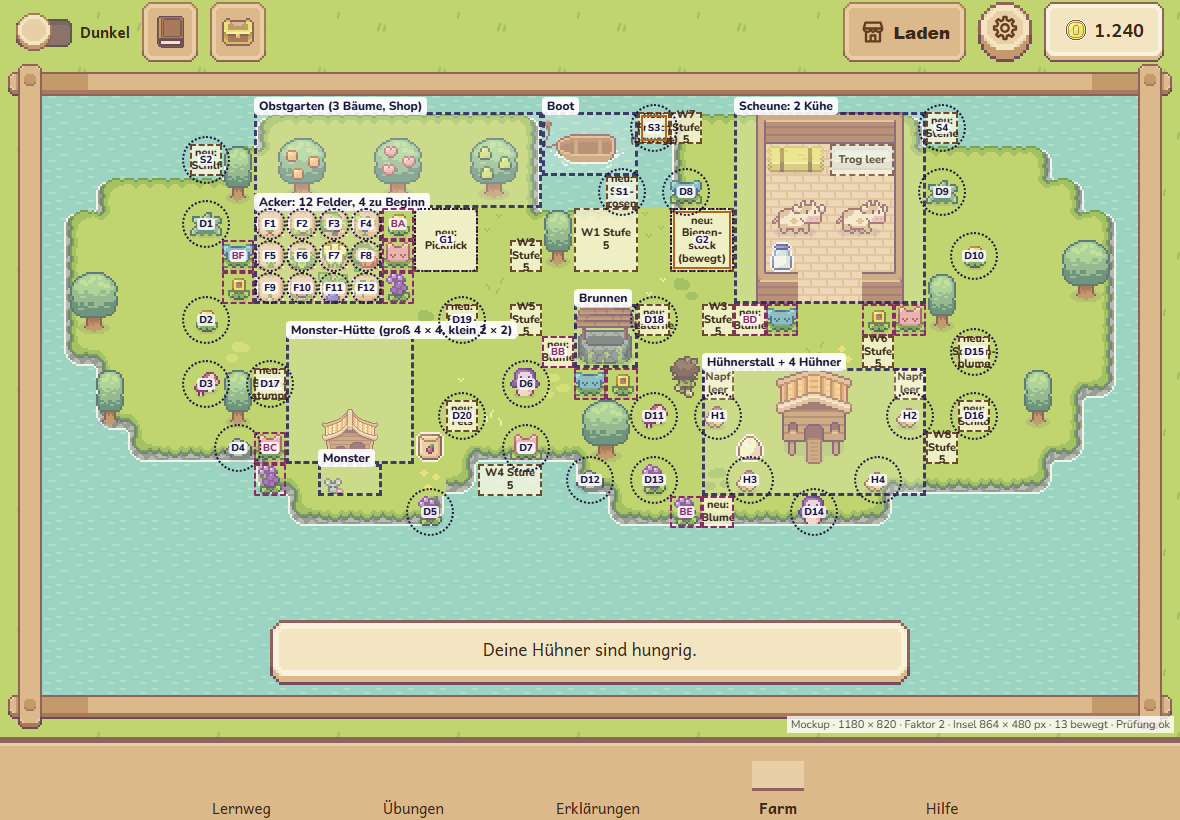 Dunkel
Laden
1.240
Obstgarten (3 Bäume, Shop)
Boot
Scheune: 2 Kühe
S3
W7
Stufe
5
S4
S2
Trog leer
S1
D8
D9
Acker: 12 Felder, 4 zu Beginn
D1
F1
F2
F3
F4
BA
neu:
Picknick
G1
W1 Stufe
5
neu:
Bienen-
stock
(bewegt)
G2
BF
F5
F6
F7
F8
W2
Stufe
5
D10
F9
F10
F11
F12
Brunnen
D2
Monster-Hütte (groß 4 × 4, klein 2 × 2)
D19
W5
Stufe
5
D18
W3
Stufe
5
neu:
Blume
BD
neu:
Blume
BB
W6
Stufe
5
D15
Hühnerstall + 4 Hühner
D3
D17
D6
Napf
leer
Napf
leer
D20
D11
H1
H2
D16
D4
BC
D7
W8
Stufe
5
Monster
W4 Stufe
5
D12
D13
H3
H4
D5
BE
neu:
Blume
D14
Deine Hühner sind hungrig.
Mockup · 1180 × 820 · Faktor 2 · Insel 864 × 480 px · 13 bewegt · Prüfung ok
Lernweg
Übungen
Erklärungen
Farm
Hilfe